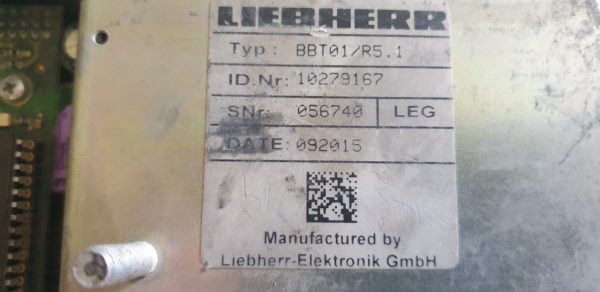 LIEBHERR
Typ: BBT01/R5.1
ID.Nr: 10279167
SNr: 056740 LEG
DATE: 092015
Manufactured by
Liebherr-Elektronik GmbH